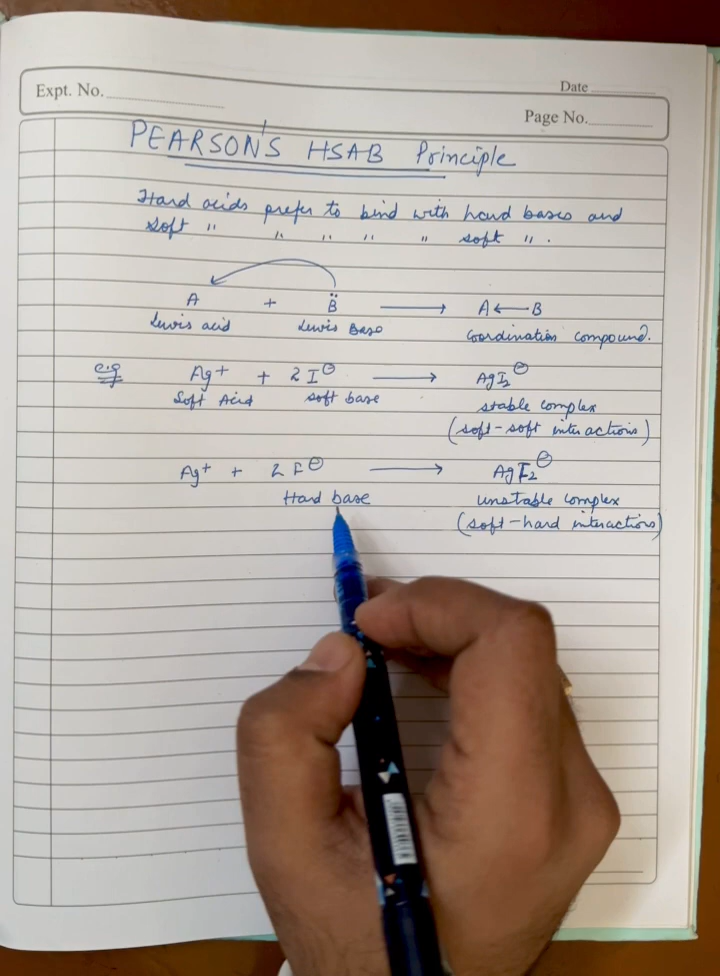 Expt. No.
Date
Page No.
PEARSON'S HSAB Principle
Hard acids prefer to bind with hard bases and
soft " " " " " soft " .
A + B̈ ⟶ A ⟵ B
Lewis acid Lewis Base Coordination compound.
e.g Ag⁺ + 2 I⊖ ⟶ AgI₂⊖
Soft Acid soft base stable complex
(soft-soft interactions)
Ag⁺ + 2 F⊖ ⟶ AgF₂⊖
Hard base unstable complex
(soft-hard interactions)